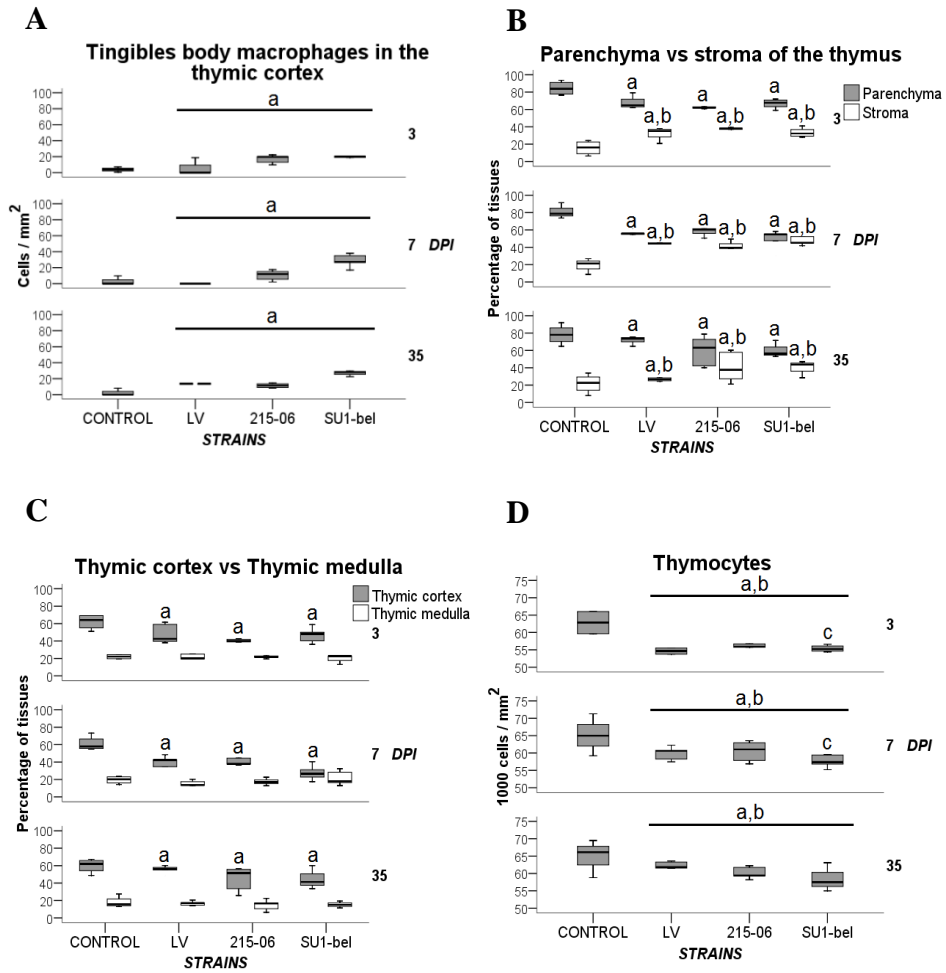 A
Tingibles body macrophages in the
thymic cortex
Cells / mm2
100
80
60
40
20
0
a
3
100
80
60
40
20
0
a
7 DPI
100
80
60
40
20
0
a
35
CONTROL LV 215-06 SU1-bel
STRAINS
B
Parenchyma vs stroma of the thymus
Parenchyma
Stroma
Percentage of tissues
100
80
60
40
20
0
a a,b a a,b a a,b
3
100
80
60
40
20
0
a a,b a a,b a a,b
7 DPI
100
80
60
40
20
0
a a,b a a,b a a,b
35
CONTROL LV 215-06 SU1-bel
STRAINS
C
Thymic cortex vs Thymic medulla
Thymic cortex
Thymic medulla
Percentage of tissues
100
80
60
40
20
0
a a a
3
100
80
60
40
20
0
a a a
7 DPI
100
80
60
40
20
0
a a a
35
CONTROL LV 215-06 SU1-bel
STRAINS
D
Thymocytes
1000 cells / mm2
75
70
65
60
55
50
a,b
c
3
75
70
65
60
55
50
a,b
c
7 DPI
75
70
65
60
55
50
a,b
35
CONTROL LV 215-06 SU1-bel
STRAINS